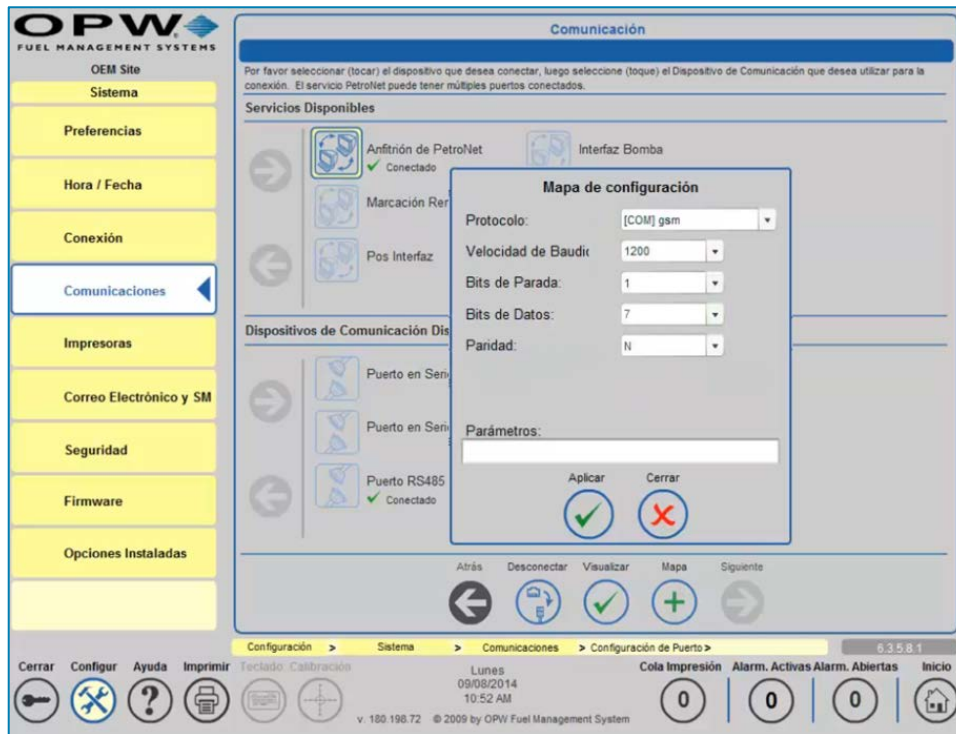 OPW
FUEL MANAGEMENT SYSTEMS
OEM Site
Sistema
Preferencias
Hora / Fecha
Conexión
Comunicaciones
Impresoras
Correo Electrónico y SM
Seguridad
Firmware
Opciones Instaladas
Comunicación
Por favor seleccionar (tocar) el dispositivo que desea conectar, luego seleccione (toque) el Dispositivo de Comunicación que desea utilizar para la
conexión. El servicio PetroNet puede tener múltiples puertos conectados.
Servicios Disponibles
Anfitrión de PetroNet
Conectado
Interfaz Bomba
Marcación Rer
Pos Interfaz
Dispositivos de Comunicación Dis
Puerto en Seri
Puerto en Seri
Puerto RS485
Conectado
Mapa de configuración
Protocolo: [COM] gsm
Velocidad de Baudic 1200
Bits de Parada: 1
Bits de Datos: 7
Paridad: N
Parámetros:
Aplicar Cerrar
Atrás Desconectar Visualizar Mapa Siguiente
Configuración > Sistema > Comunicaciones > Configuración de Puerto > 6.3.5.8.1
Cerrar Configur Ayuda Imprimir Teclado Calibración
Lunes
09/08/2014
10:52 AM
v. 180.198.72 © 2009 by OPW Fuel Management System
Cola Impresión Alarm. Activas Alarm. Abiertas Inicio
0 0 0